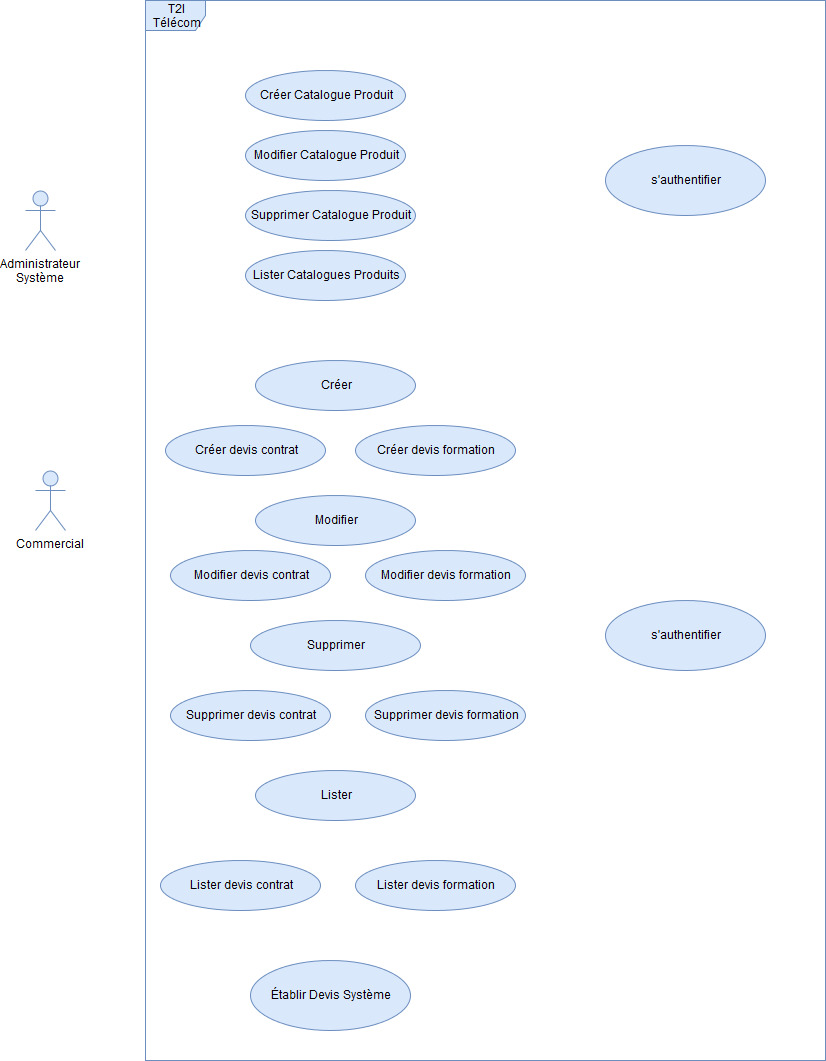 T2I
Télécom
Créer Catalogue Produit
Modifier Catalogue Produit
s'authentifier
Supprimer Catalogue Produit
Administrateur
Système
Lister Catalogues Produits
Créer
Créer devis contrat
Créer devis formation
Modifier
Commercial
Modifier devis contrat
Modifier devis formation
s'authentifier
Supprimer
Supprimer devis contrat
Supprimer devis formation
Lister
Lister devis contrat
Lister devis formation
Établir Devis Système